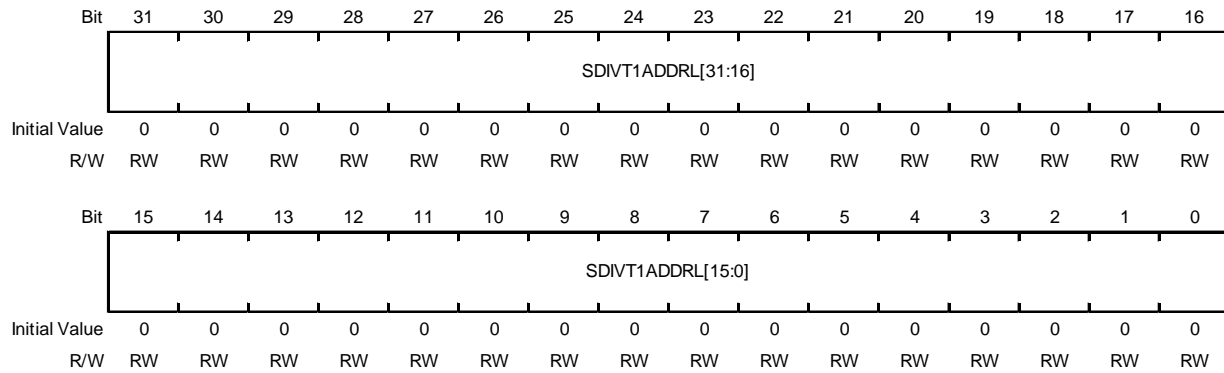 Bit 31 30 29 28 27 26 25 24 23 22 21 20 19 18 17 16
SDIVT1ADDRL[31:16]
Initial Value 0 0 0 0 0 0 0 0 0 0 0 0 0 0 0 0
R/W RW RW RW RW RW RW RW RW RW RW RW RW RW RW RW RW
Bit 15 14 13 12 11 10 9 8 7 6 5 4 3 2 1 0
SDIVT1ADDRL[15:0]
Initial Value 0 0 0 0 0 0 0 0 0 0 0 0 0 0 0 0
R/W RW RW RW RW RW RW RW RW RW RW RW RW RW RW RW RW